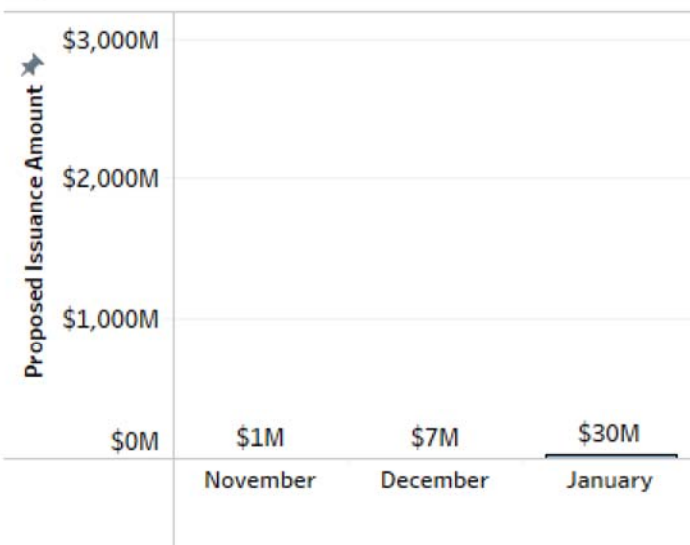 Proposed Issuance Amount
$3,000M
$2,000M
$1,000M
$0M
$1M
$7M
$30M
November
December
January